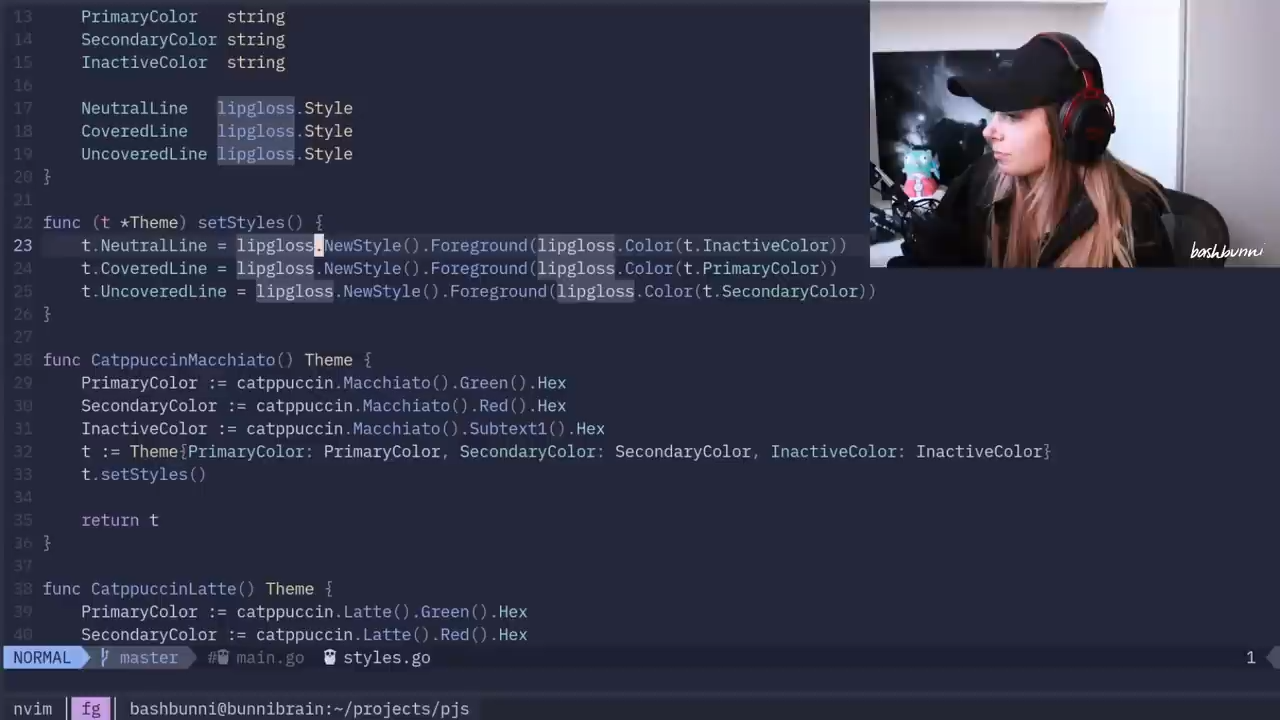 13 PrimaryColor string
14 SecondaryColor string
15 InactiveColor string
16
17 NeutralLine lipgloss.Style
18 CoveredLine lipgloss.Style
19 UncoveredLine lipgloss.Style
20 }
21
22 func (t *Theme) setStyles() {
23 t.NeutralLine = lipgloss.NewStyle().Foreground(lipgloss.Color(t.InactiveColor))
24 t.CoveredLine = lipgloss.NewStyle().Foreground(lipgloss.Color(t.PrimaryColor))
25 t.UncoveredLine = lipgloss.NewStyle().Foreground(lipgloss.Color(t.SecondaryColor))
26 }
27
28 func CatppuccinMacchiato() Theme {
29 PrimaryColor := catppuccin.Macchiato().Green().Hex
30 SecondaryColor := catppuccin.Macchiato().Red().Hex
31 InactiveColor := catppuccin.Macchiato().Subtext1().Hex
32 t := Theme{PrimaryColor: PrimaryColor, SecondaryColor: SecondaryColor, InactiveColor: InactiveColor}
33 t.setStyles()
34
35 return t
36 }
37
38 func CatppuccinLatte() Theme {
39 PrimaryColor := catppuccin.Latte().Green().Hex
40 SecondaryColor := catppuccin.Latte().Red().Hex
NORMAL master # main.go styles.go 1
nvim fg bashbunni@bunnibrain:~/projects/pjs
bashbunni